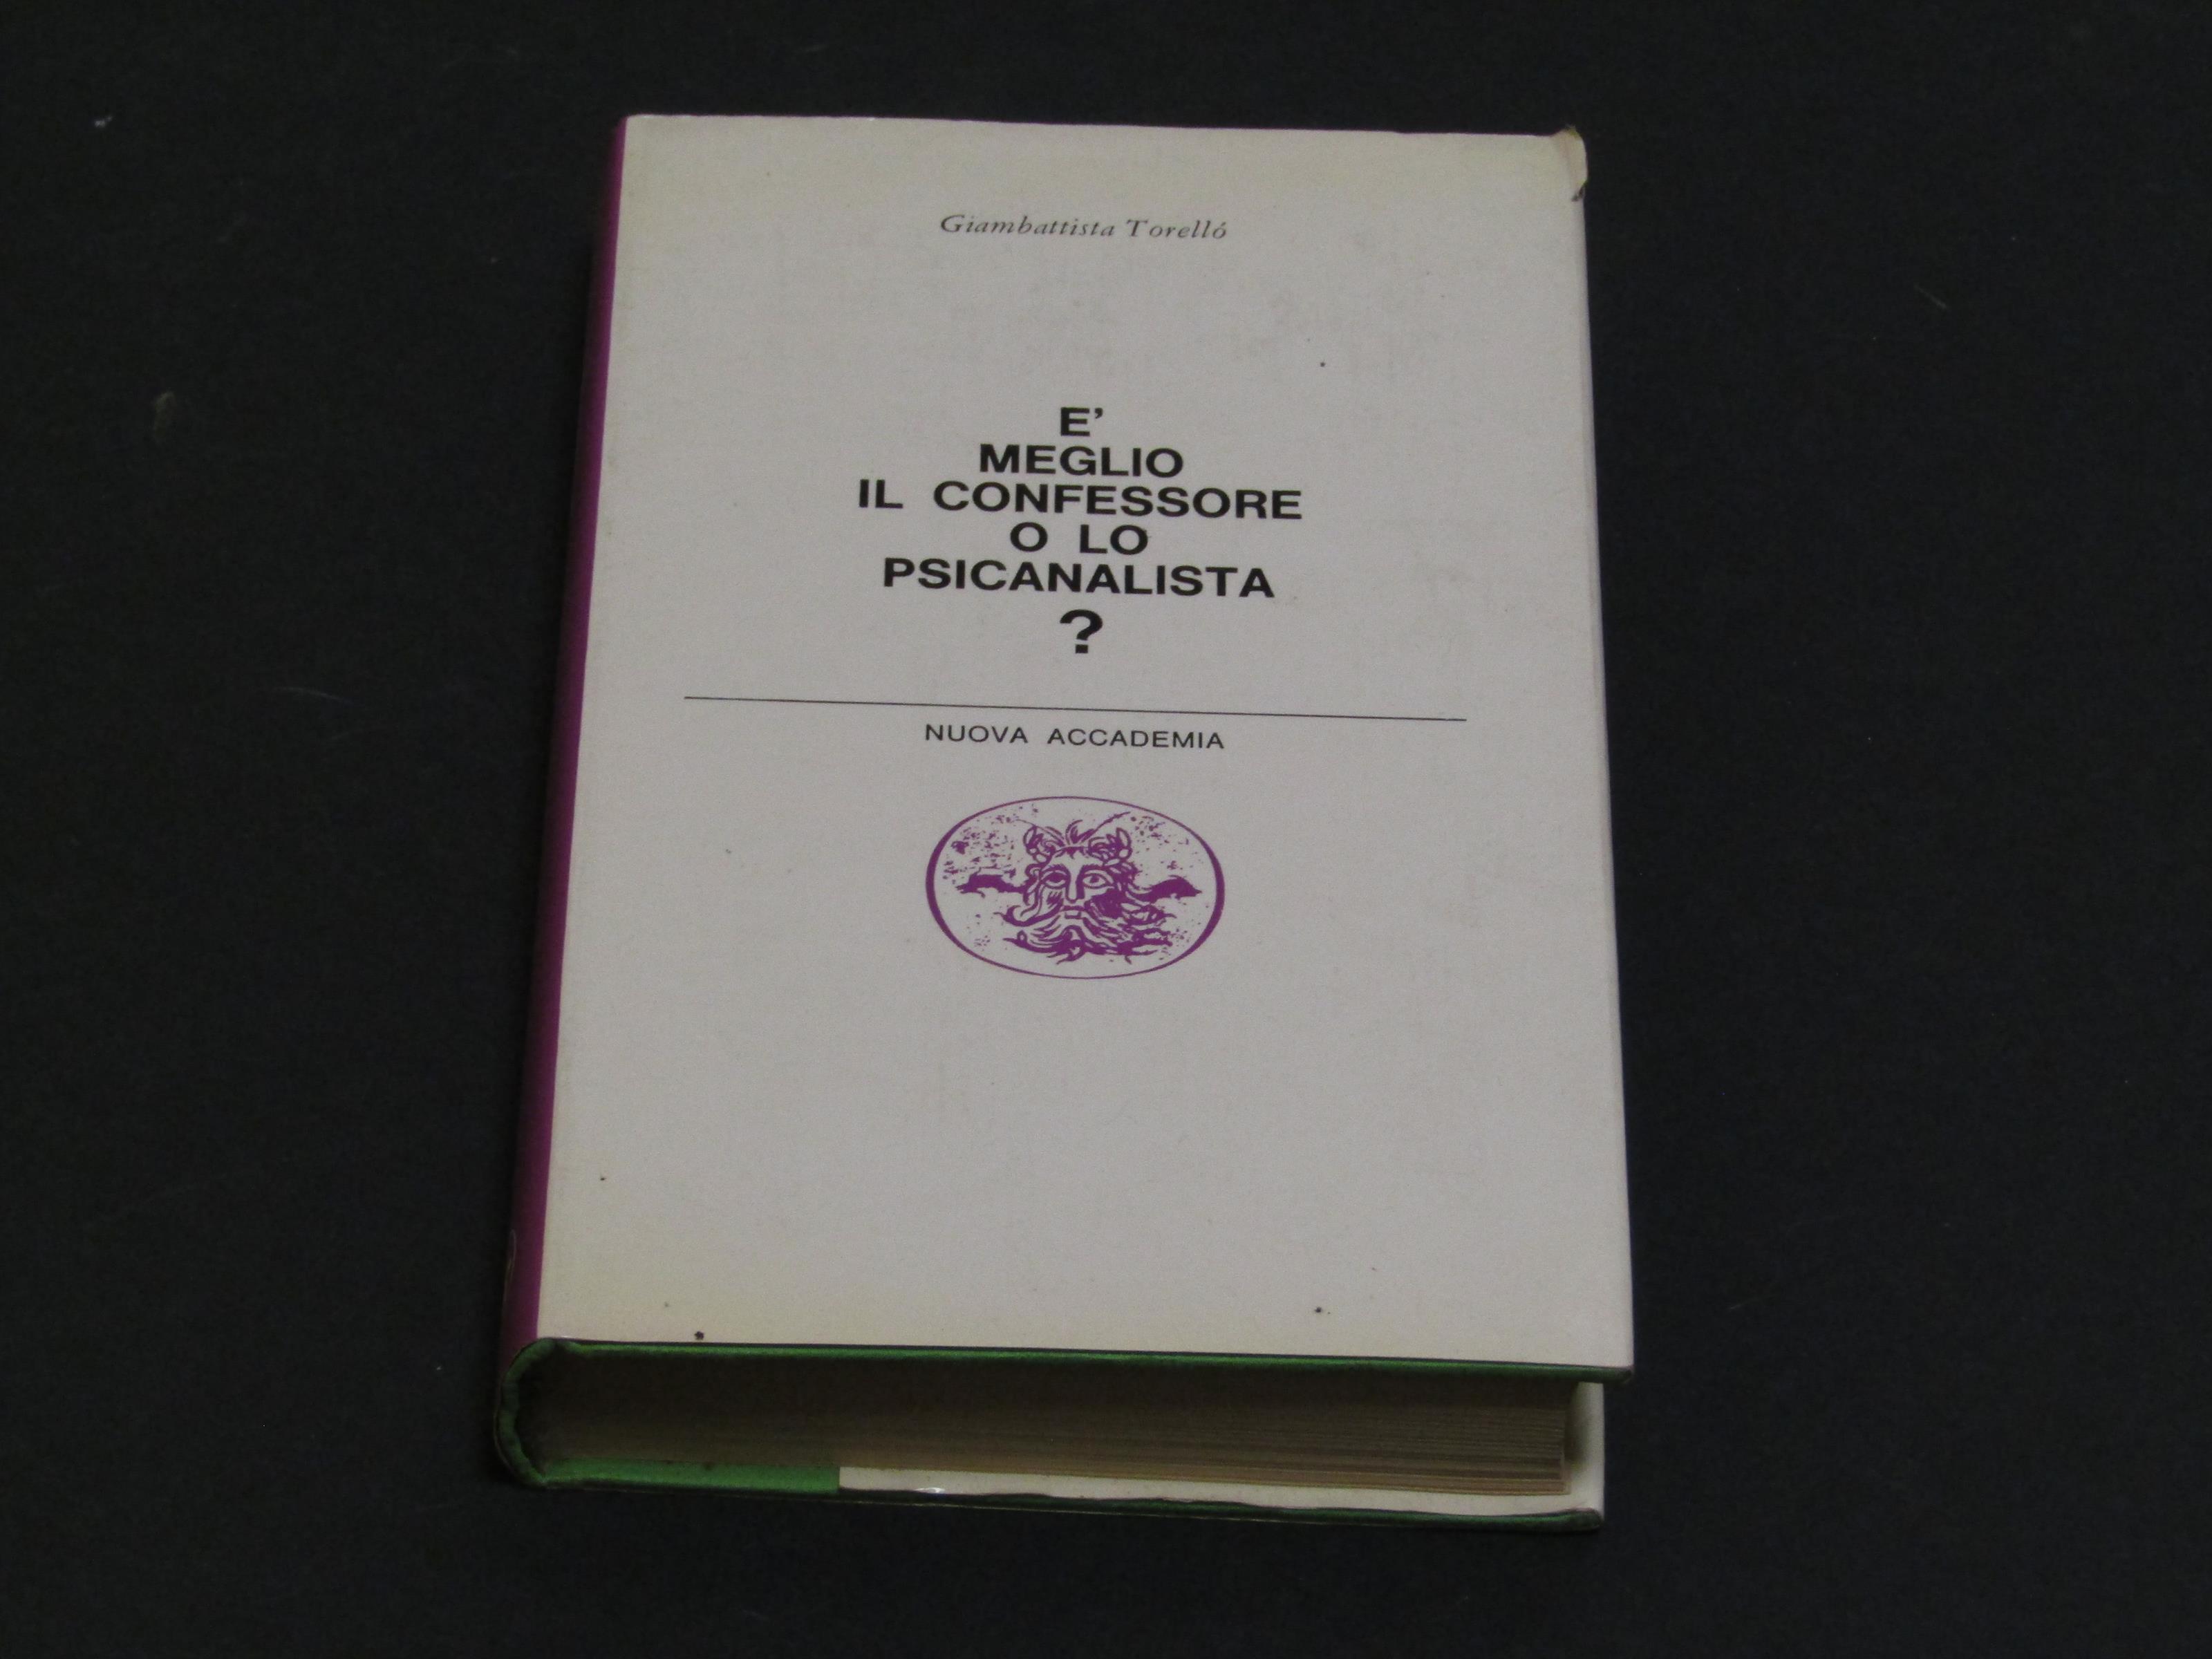 Giambattista Torelló
E'
MEGLIO
IL CONFESSORE
O LO
PSICANALISTA
?
NUOVA ACCADEMIA